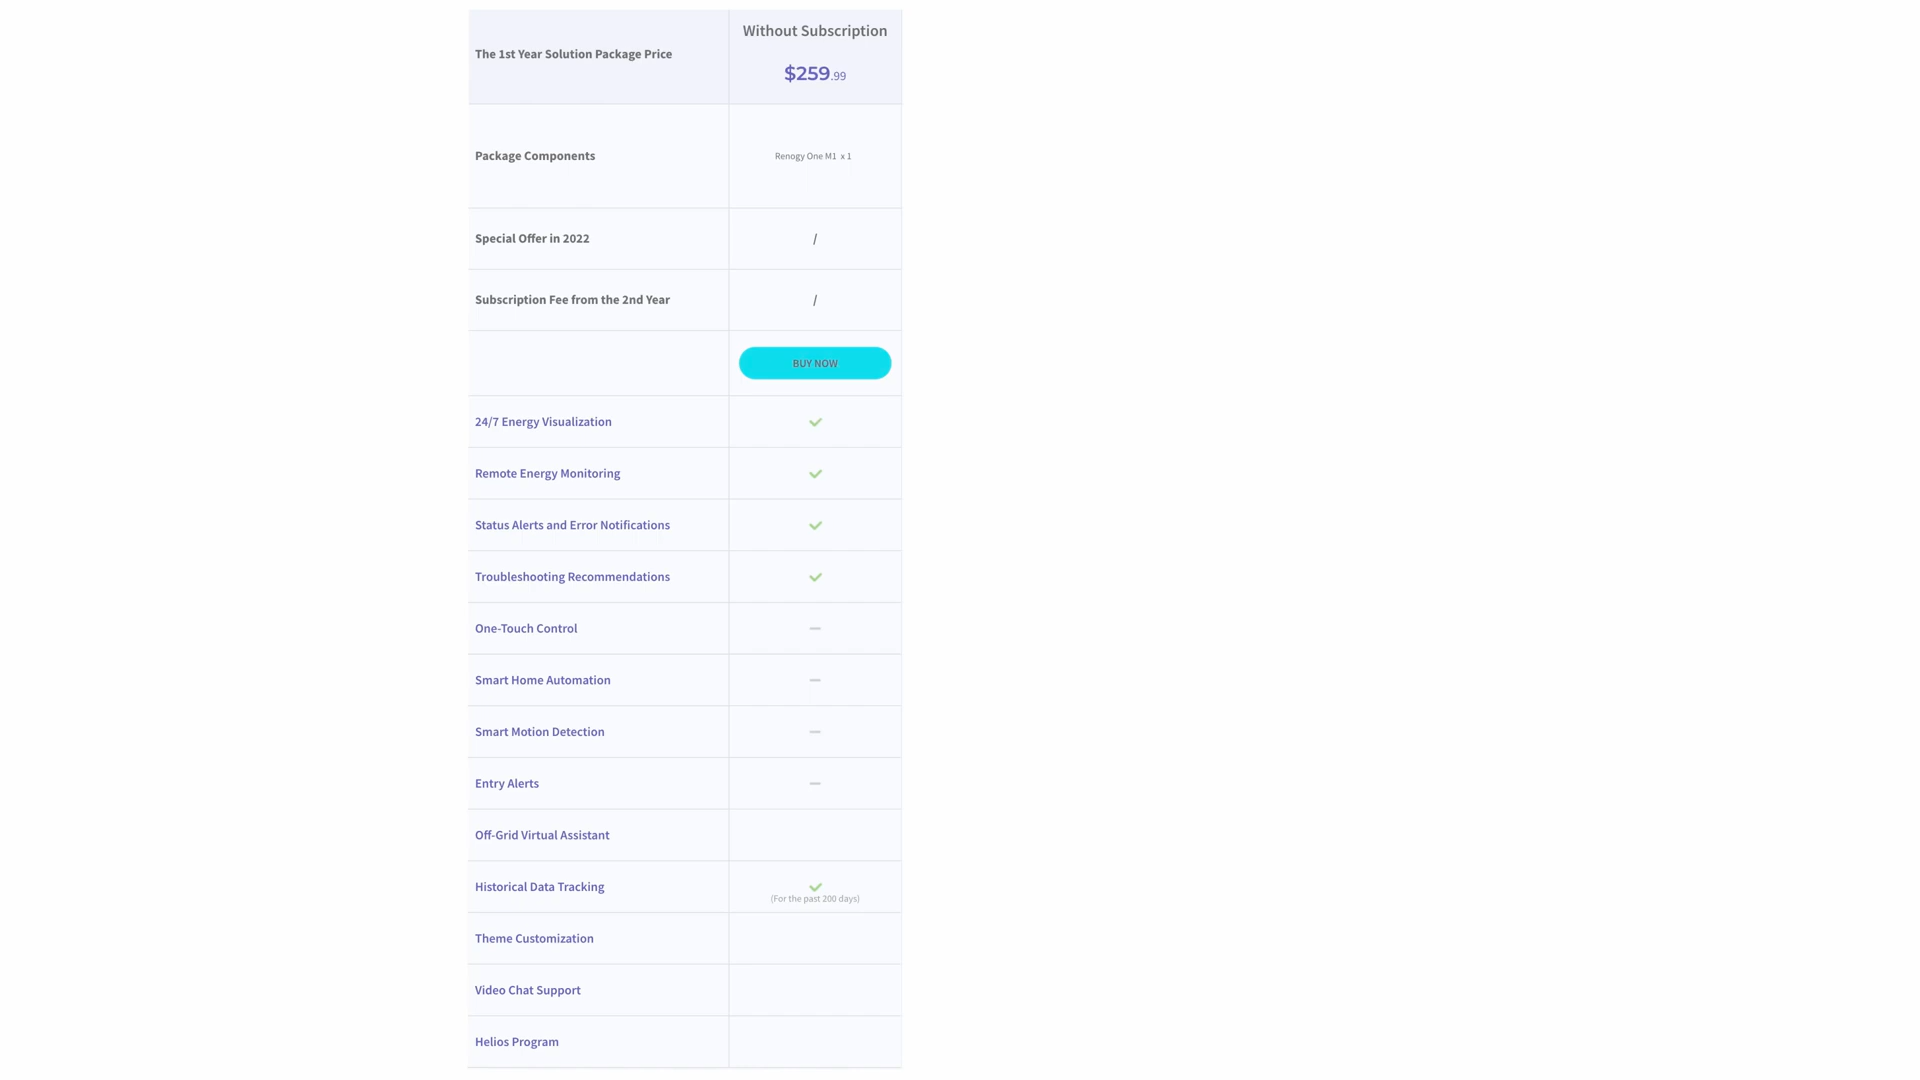 The 1st Year Solution Package Price
Without Subscription
$259.99
Package Components
Renogy One M1 x 1
Special Offer in 2022
/
Subscription Fee from the 2nd Year
/
BUY NOW
24/7 Energy Visualization
Remote Energy Monitoring
Status Alerts and Error Notifications
Troubleshooting Recommendations
One-Touch Control
Smart Home Automation
Smart Motion Detection
Entry Alerts
Off-Grid Virtual Assistant
Historical Data Tracking
(For the past 200 days)
Theme Customization
Video Chat Support
Helios Program